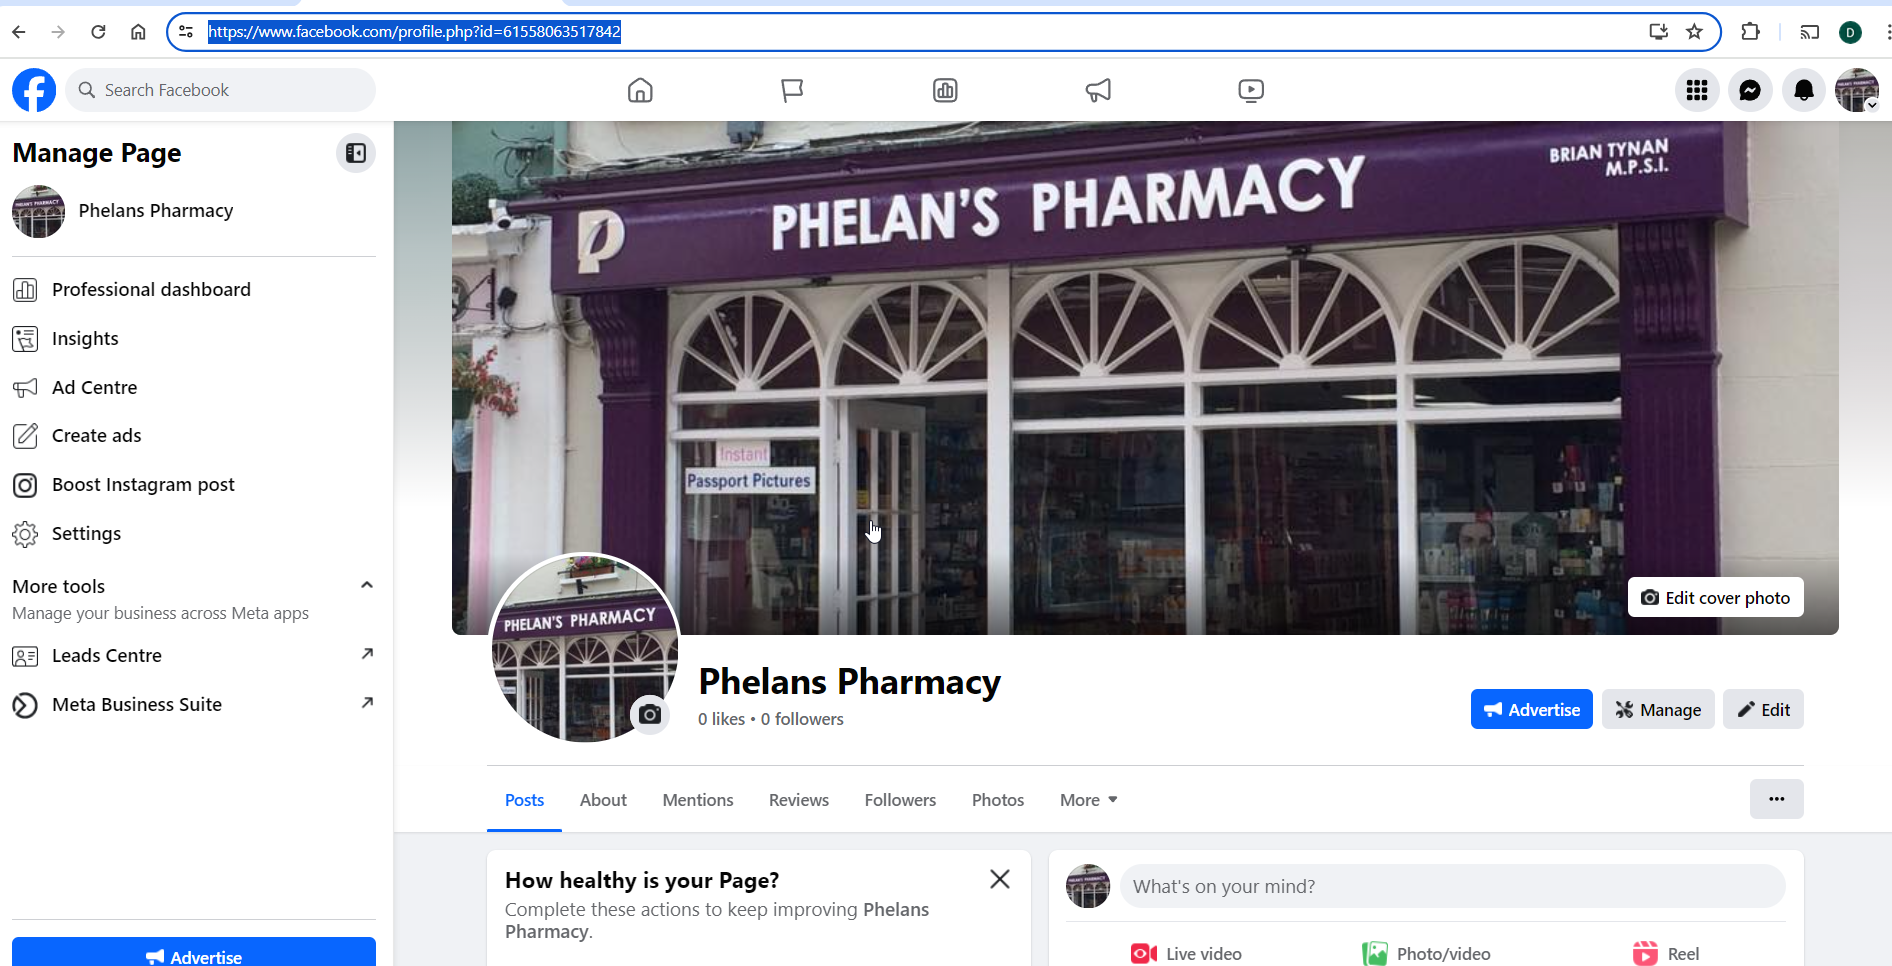 https://www.facebook.com/profile.php?id=61558063517842
D
Search Facebook
Manage Page
Phelans Pharmacy
Professional dashboard
Insights
Ad Centre
Create ads
Boost Instagram post
Settings
More tools
Manage your business across Meta apps
Leads Centre
Meta Business Suite
Advertise
PHELAN'S PHARMACY
BRIAN TYNAN
M.P.S.I.
Instant
Passport Pictures
Edit cover photo
PHELAN'S PHARMACY
Phelans Pharmacy
0 likes • 0 followers
Advertise
Manage
Edit
Posts
About
Mentions
Reviews
Followers
Photos
More
How healthy is your Page?
Complete these actions to keep improving Phelans
Pharmacy.
What's on your mind?
Live video
Photo/video
Reel